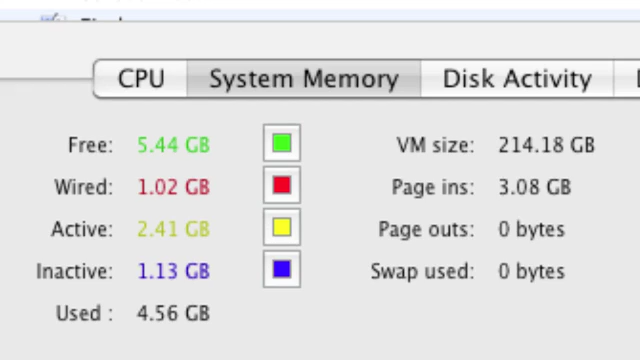 CPU System Memory Disk Activity
Free: 5.44 GB VM size: 214.18 GB
Wired: 1.02 GB Page ins: 3.08 GB
Active: 2.41 GB Page outs: 0 bytes
Inactive: 1.13 GB Swap used: 0 bytes
Used : 4.56 GB